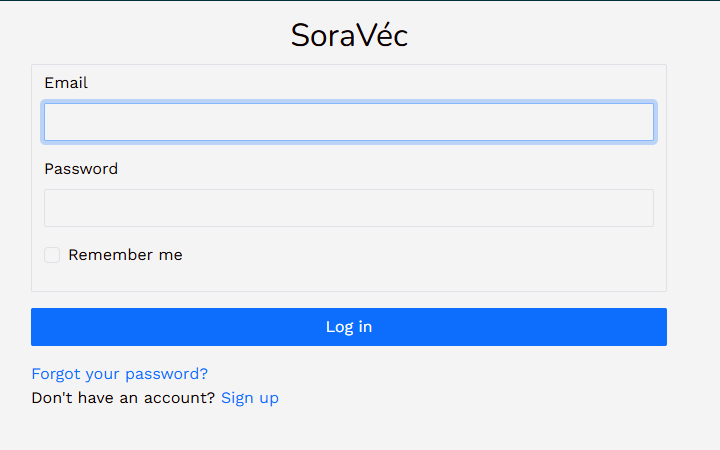 SoraVéc
Email
Password
Remember me
Log in
Forgot your password?
Don't have an account? Sign up